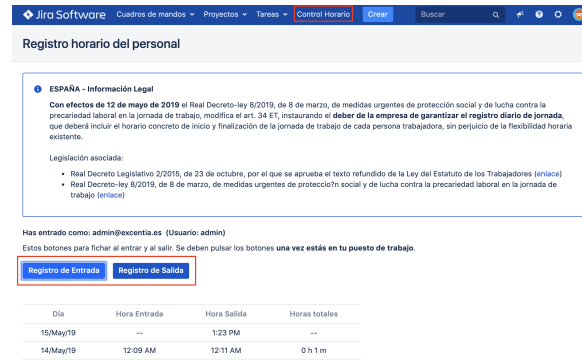 Jira Software Cuadros de mandos Proyectos Tareas Control Horario Crear Buscar
Registro horario del personal
ESPAÑA - Información Legal
Con efectos de 12 de mayo de 2019 el Real Decreto-ley 8/2019, de 8 de marzo, de medidas urgentes de protección social y de lucha contra la
precariedad laboral en la jornada de trabajo, modifica el art. 34 ET, instaurando el deber de la empresa de garantizar el registro diario de jornada,
que deberá incluir el horario concreto de inicio y finalización de la jornada de trabajo de cada persona trabajadora, sin perjuicio de la flexibilidad horaria
existente.
Legislación asociada:
• Real Decreto Legislativo 2/2015, de 23 de octubre, por el que se aprueba el texto refundido de la Ley del Estatuto de los Trabajadores (enlace)
• Real Decreto-ley 8/2019, de 8 de marzo, de medidas urgentes de proteccio?n social y de lucha contra la precariedad laboral en la jornada de
trabajo (enlace)
Has entrado como: admin@excentia.es (Usuario: admin)
Estos botones para fichar al entrar y al salir. Se deben pulsar los botones una vez estás en tu puesto de trabajo.
Registro de Entrada Registro de Salida
Día Hora Entrada Hora Salida Horas totales
15/May/19 -- 1:23 PM --
14/May/19 12:09 AM 12:11 AM 0 h 1 m